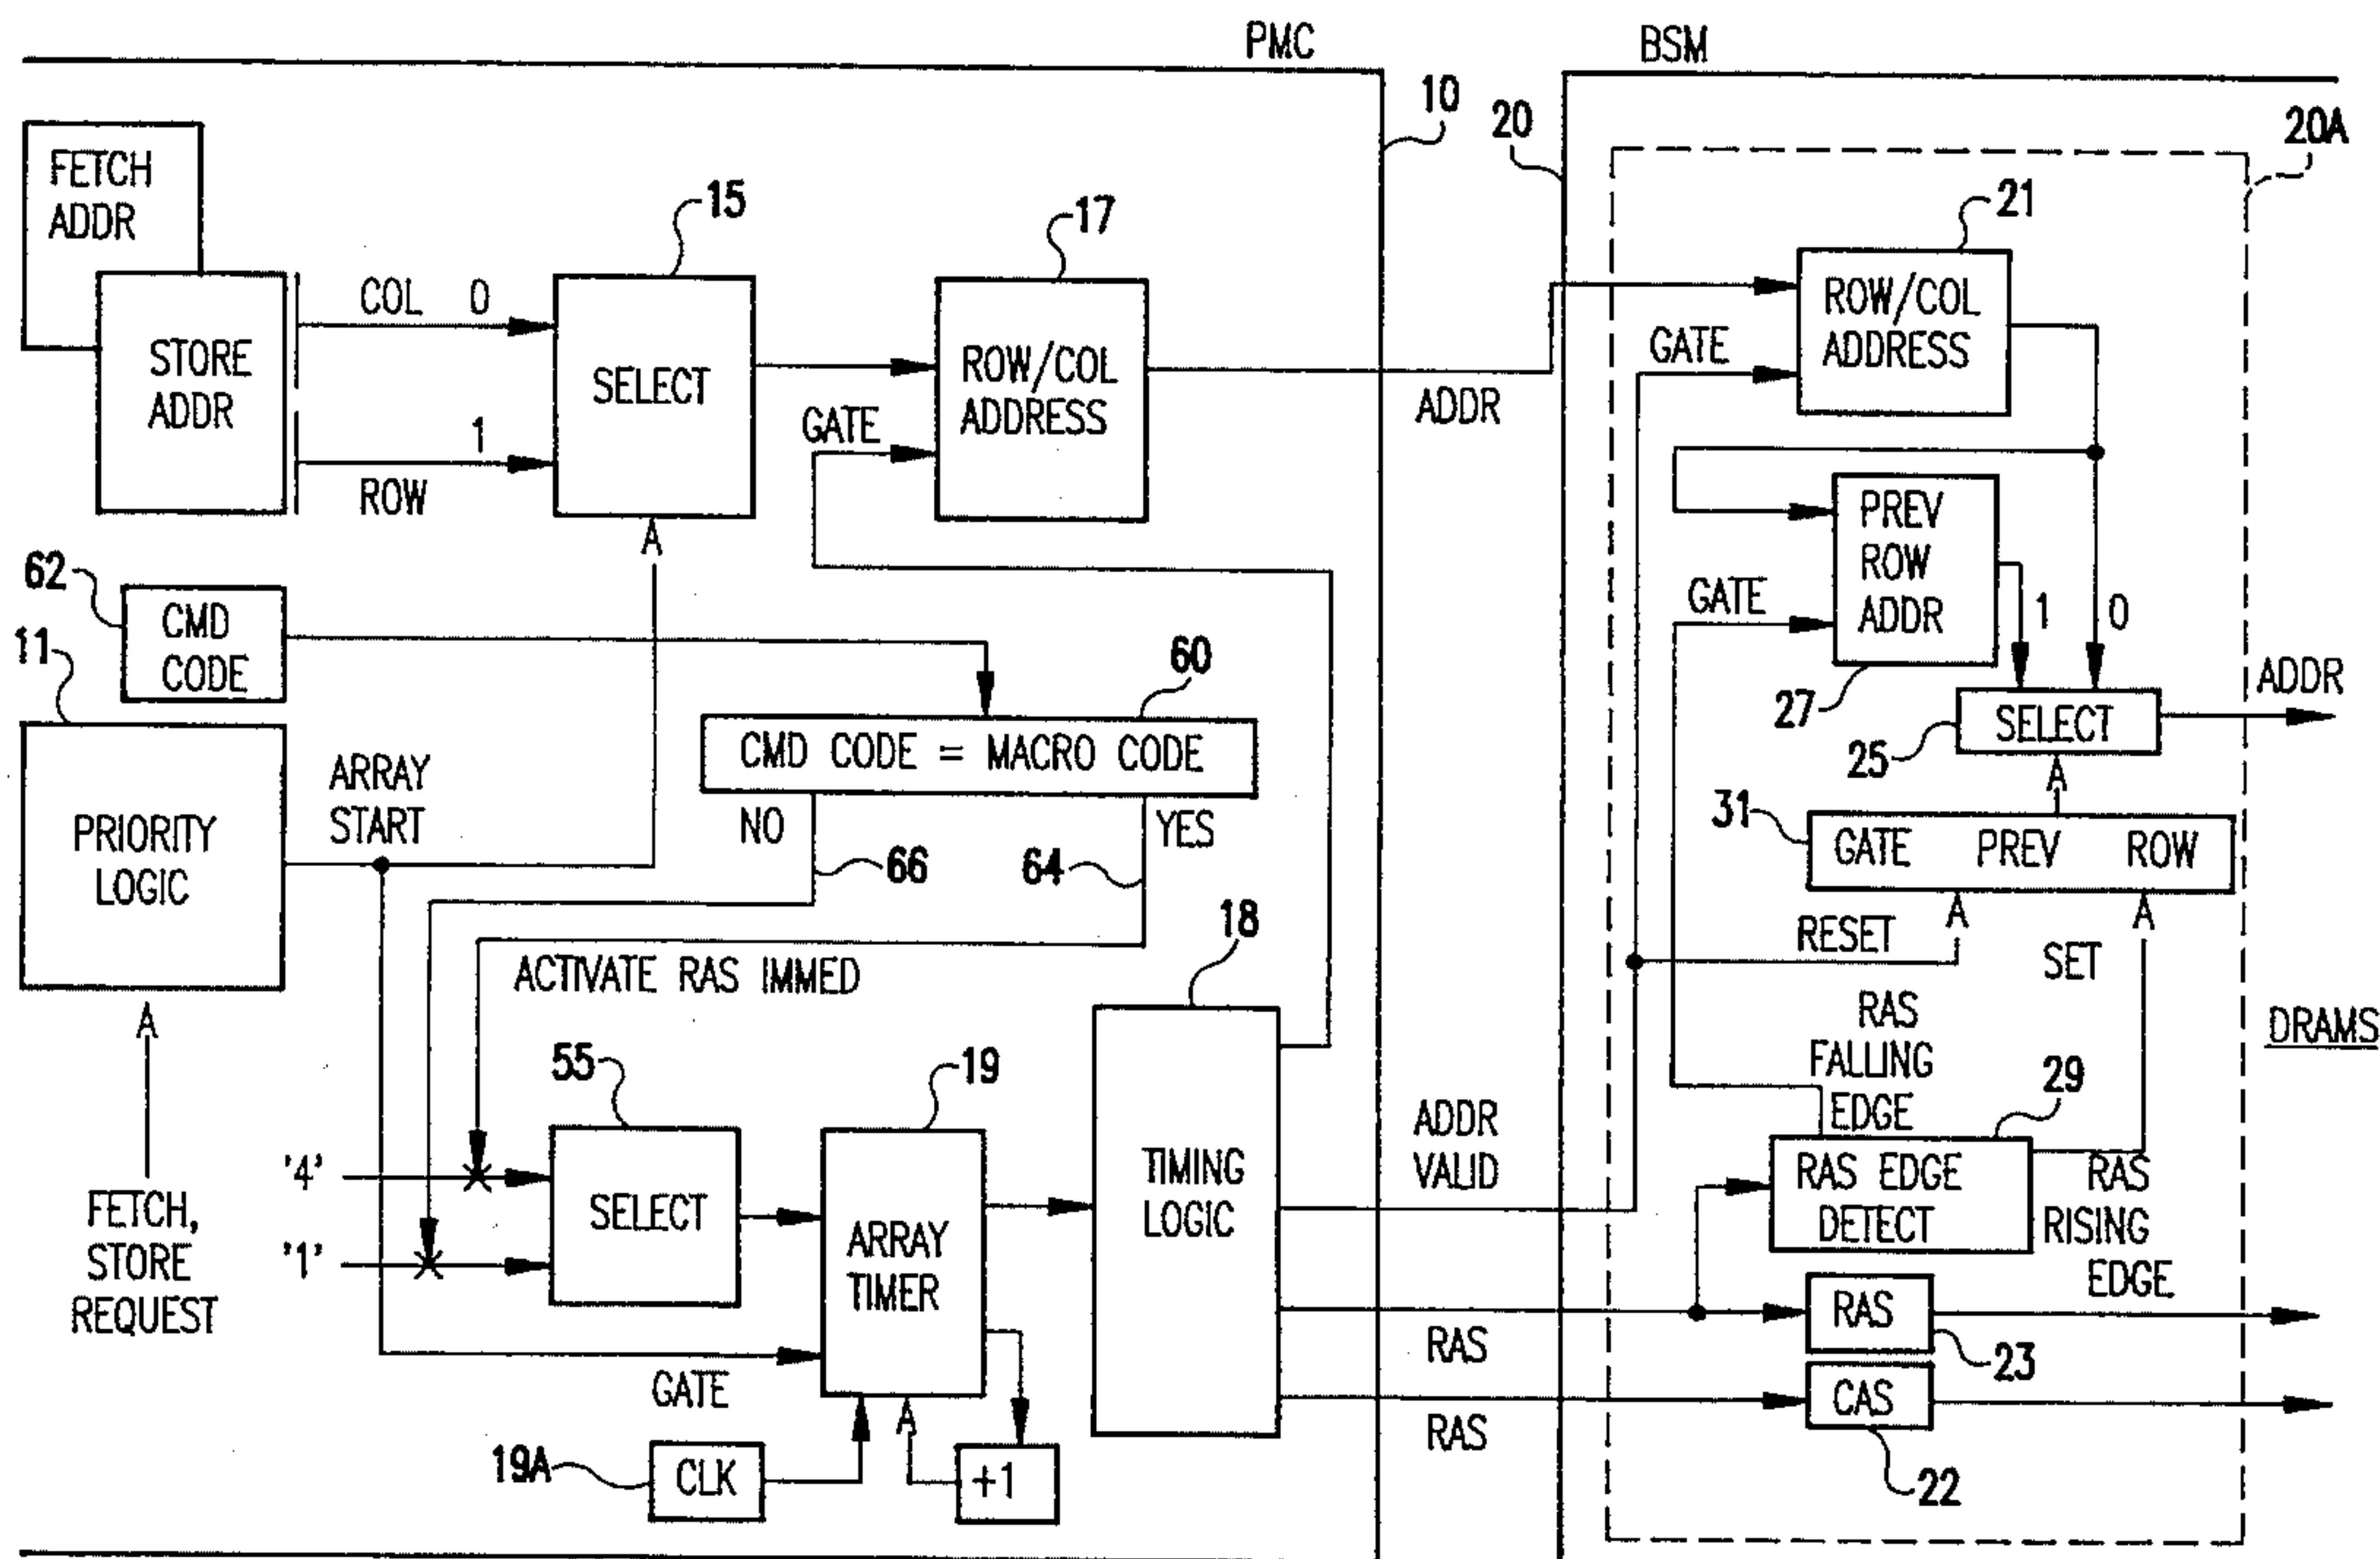 PMC
BSM
10
20
20A
FETCH
ADDR
STORE
ADDR
COL 0
1
ROW
15
SELECT
A
17
ROW/COL
ADDRESS
GATE
ADDR
21
ROW/COL
ADDRESS
GATE
PREV
ROW
ADDR
GATE
27
1
0
SELECT
25
ADDR
A
31
GATE PREV ROW
A
A
RESET
SET
62
CMD
CODE
11
PRIORITY
LOGIC
ARRAY
START
60
CMD CODE = MACRO CODE
NO
YES
66
64
ACTIVATE RAS IMMED
A
FETCH,
STORE
REQUEST
'4'
'1'
55
SELECT
19
ARRAY
TIMER
GATE
19A
CLK
A
+1
18
TIMING
LOGIC
ADDR
VALID
RAS
RAS
RAS
FALLING
EDGE
29
RAS EDGE
DETECT
RAS
RISING
EDGE
RAS
23
CAS
22
DRAMS